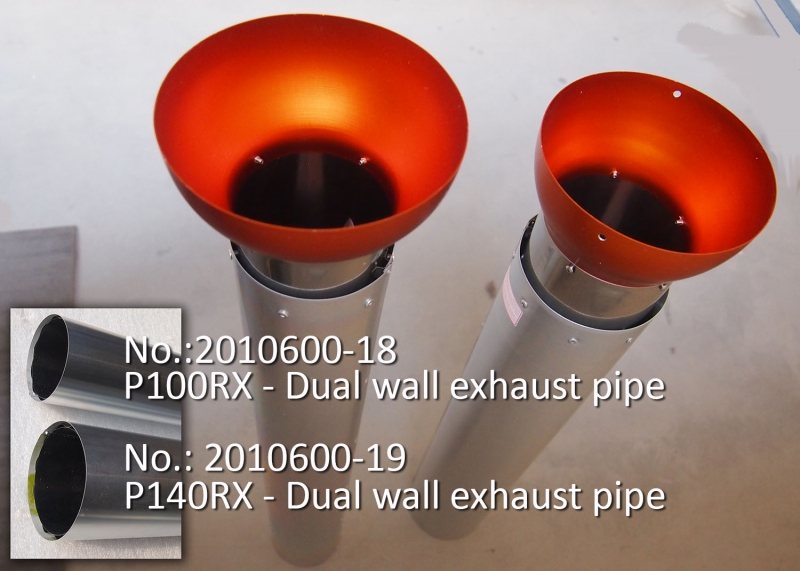 No.:2010600-18
P100RX - Dual wall exhaust pipe
No.: 2010600-19
P140RX - Dual wall exhaust pipe